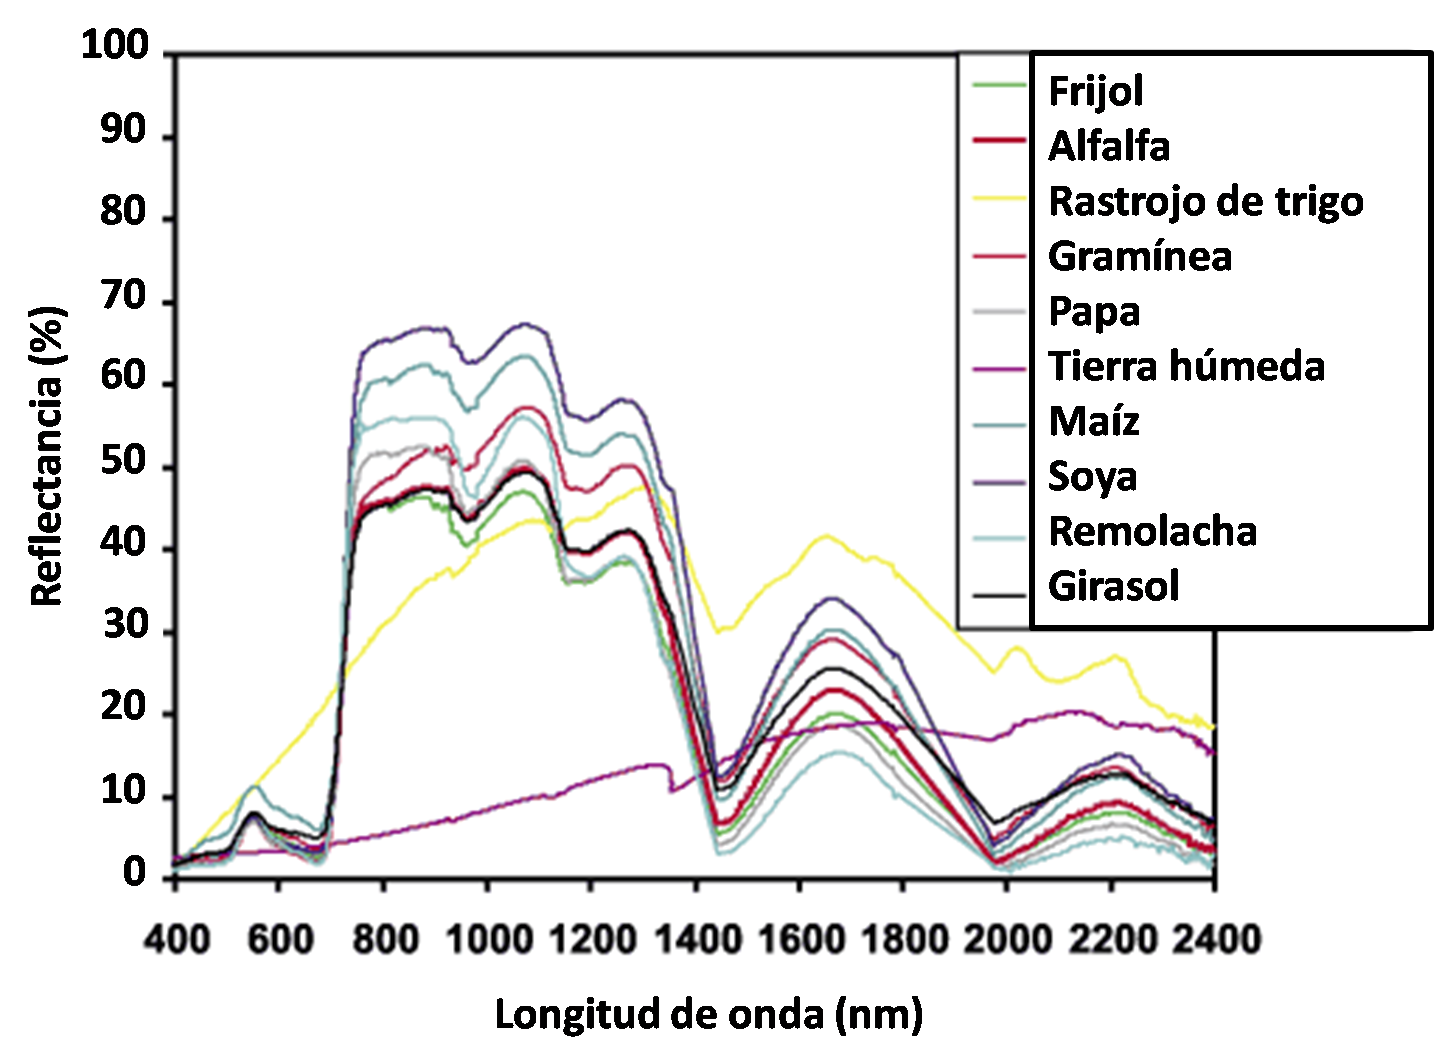 100
90
80
70
60
50
40
30
20
10
0
Reflectancia (%)
Frijol
Alfalfa
Rastrojo de trigo
Gramínea
Papa
Tierra húmeda
Maíz
Soya
Remolacha
Girasol
400 600 800 1000 1200 1400 1600 1800 2000 2200 2400
Longitud de onda (nm)